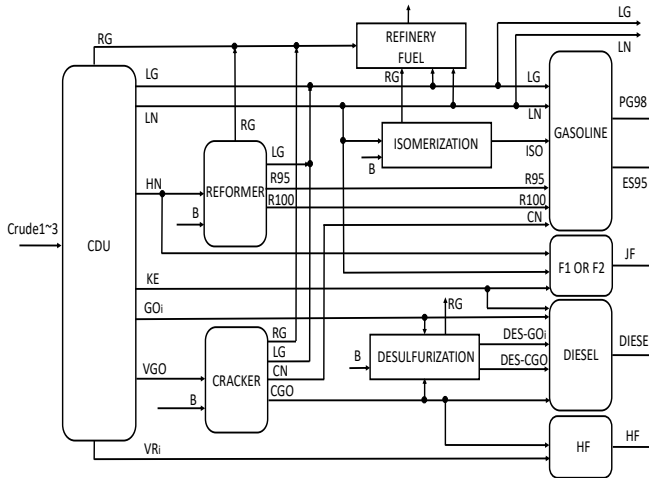 LG
RG
REFINERY
FUEL
LN
LG
RG
LG
PG98
LN
LN
GASOLINE
RG
ISOMERIZATION
ISO
LG
B
REFORMER
R95
R95
ES95
HN
R100
R100
B
CN
Crude1~3
CDU
F1 OR F2
JF
KE
GOi
RG
RG
DES-GOi
DIESEL
DIESE
LG
B
DESULFURIZATION
VGO
CRACKER
CN
DES-CGO
CGO
B
HF
HF
VRi